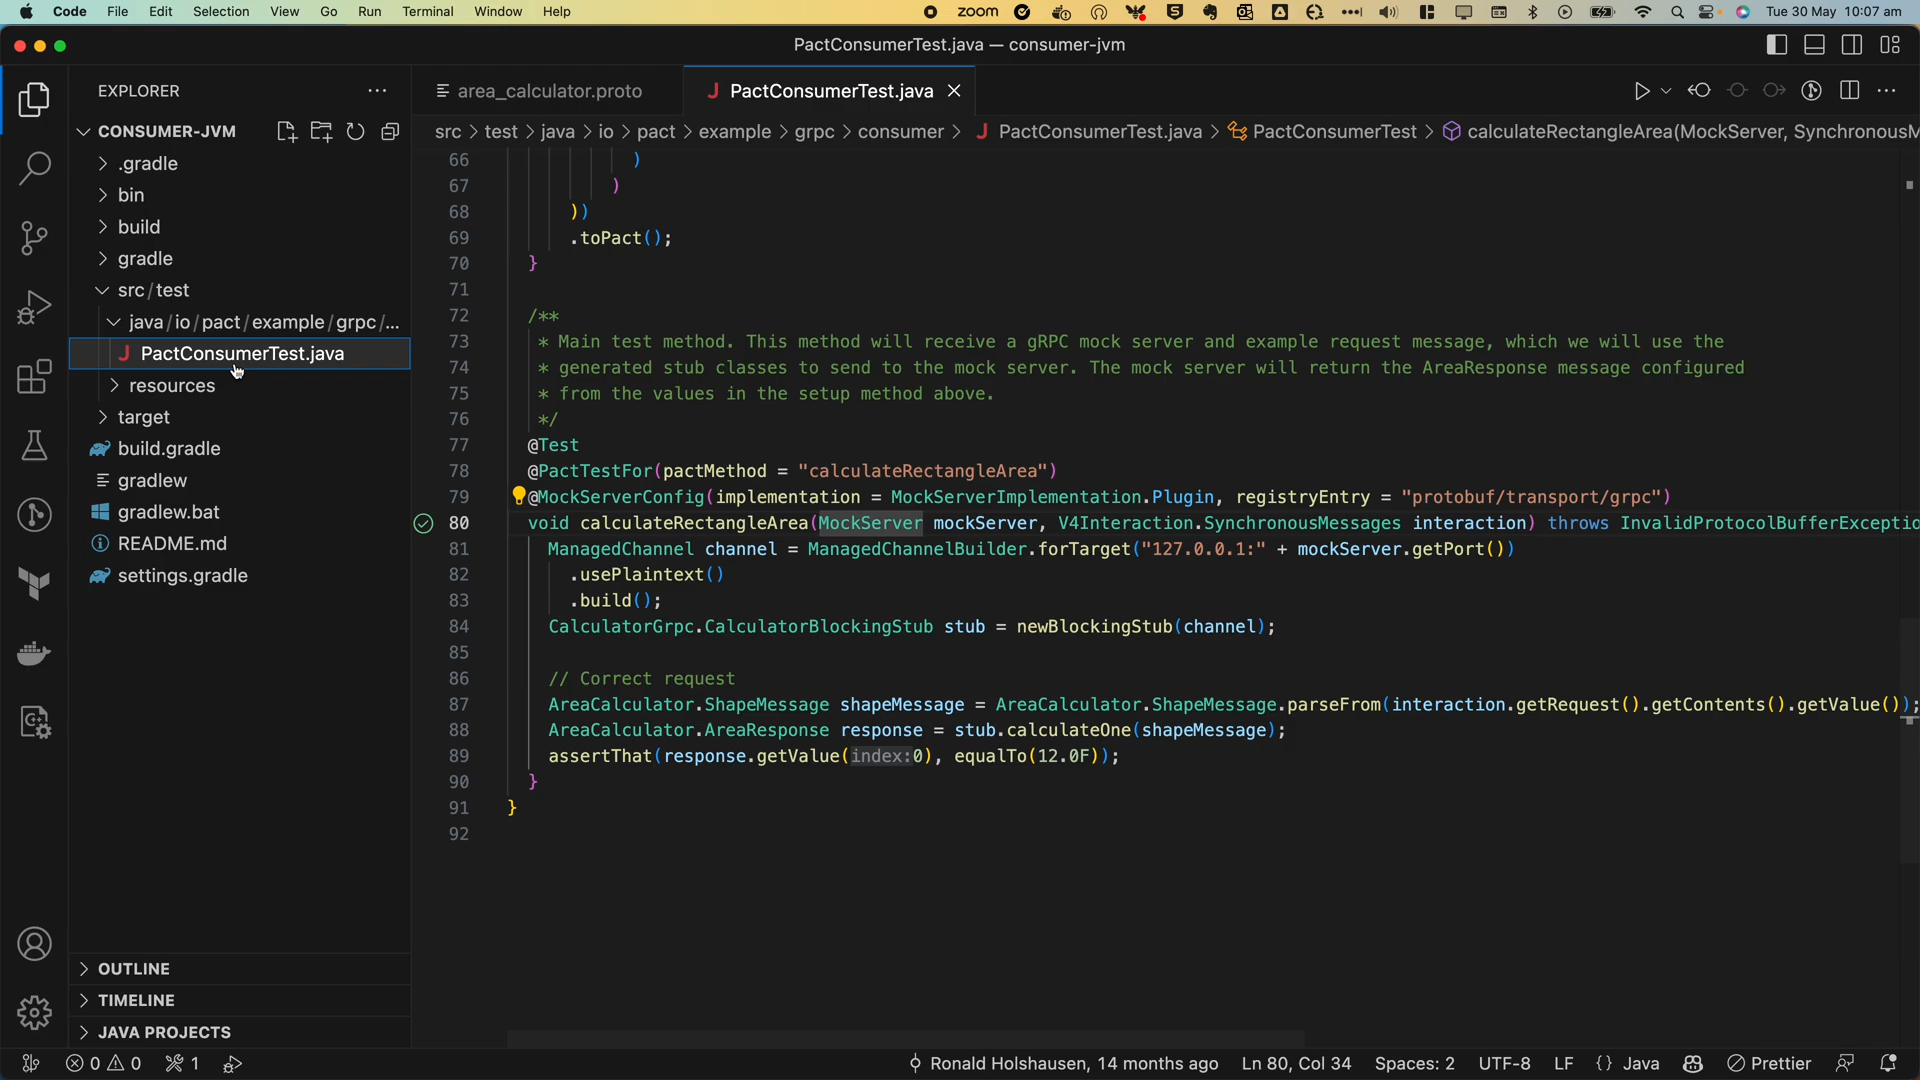 Code File Edit Selection View Go Run Terminal Window Help zoom Tue 30 May 10:07 am
PactConsumerTest.java — consumer-jvm
EXPLORER
area_calculator.proto
PactConsumerTest.java
CONSUMER-JVM
src > test > java > io > pact > example > grpc > consumer > PactConsumerTest.java > PactConsumerTest > calculateRectangleArea(MockServer, SynchronousM
.gradle
bin
build
gradle
src/test
java/io/pact/example/grpc/...
PactConsumerTest.java
resources
target
build.gradle
gradlew
gradlew.bat
README.md
settings.gradle
OUTLINE
TIMELINE
JAVA PROJECTS
66 )
67 )
68 ))
69 .toPact();
70 }
71
72 /**
73 * Main test method. This method will receive a gRPC mock server and example request message, which we will use the
74 * generated stub classes to send to the mock server. The mock server will return the AreaResponse message configured
75 * from the values in the setup method above.
76 */
77 @Test
78 @PactTestFor(pactMethod = "calculateRectangleArea")
79 @MockServerConfig(implementation = MockServerImplementation.Plugin, registryEntry = "protobuf/transport/grpc")
80 void calculateRectangleArea(MockServer mockServer, V4Interaction.SynchronousMessages interaction) throws InvalidProtocolBufferExceptio
81 ManagedChannel channel = ManagedChannelBuilder.forTarget("127.0.0.1:" + mockServer.getPort())
82 .usePlaintext()
83 .build();
84 CalculatorGrpc.CalculatorBlockingStub stub = newBlockingStub(channel);
85
86 // Correct request
87 AreaCalculator.ShapeMessage shapeMessage = AreaCalculator.ShapeMessage.parseFrom(interaction.getRequest().getContents().getValue());
88 AreaCalculator.AreaResponse response = stub.calculateOne(shapeMessage);
89 assertThat(response.getValue(index:0), equalTo(12.0F));
90 }
91 }
92
0 0 1 Ronald Holshausen, 14 months ago Ln 80, Col 34 Spaces: 2 UTF-8 LF {} Java Prettier